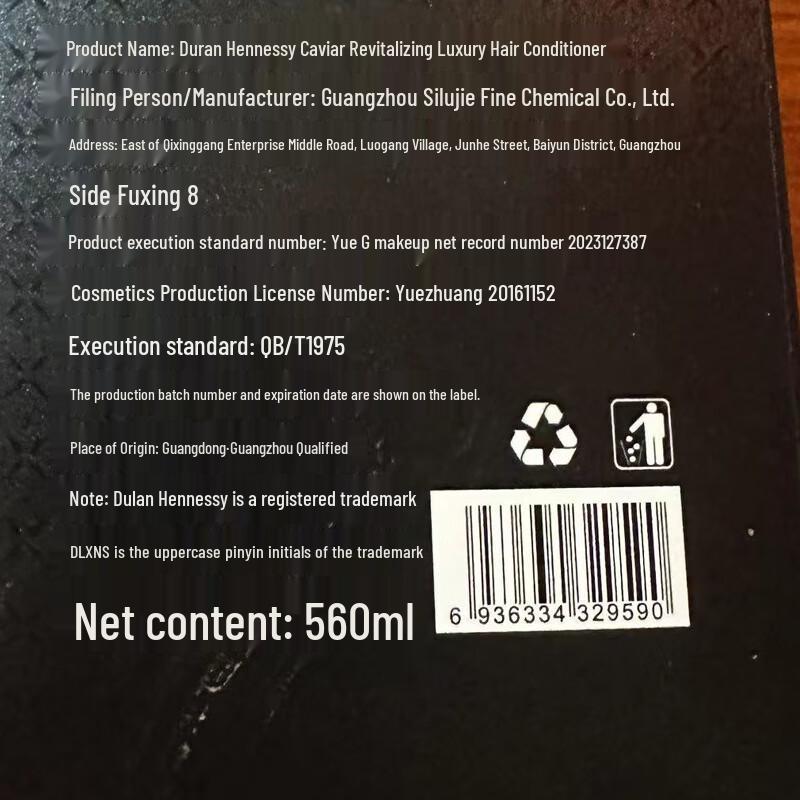 Product Name: Duran Hennessy Caviar Revitalizing Luxury Hair Conditioner
Filing Person/Manufacturer: Guangzhou Silujie Fine Chemical Co., Ltd.
Address: East of Qixinggang Enterprise Middle Road, Luogang Village, Junhe Street, Baiyun District, Guangzhou
Side Fuxing 8
Product execution standard number: Yue G makeup net record number 2023127387
Cosmetics Production License Number: Yuezhuang 20161152
Execution standard: QB/T1975
The production batch number and expiration date are shown on the label.
Place of Origin: Guangdong·Guangzhou Qualified
Note: Dulan Hennessy is a registered trademark
DLXNS is the uppercase pinyin initials of the trademark
Net content: 560ml
6 936334 329590